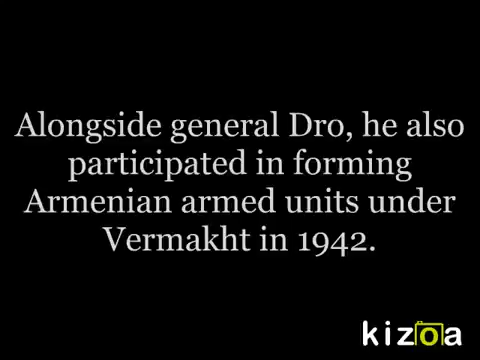 Alongside general Dro, he also
participated in forming
Armenian armed units under
Vermakht in 1942.
kizoa